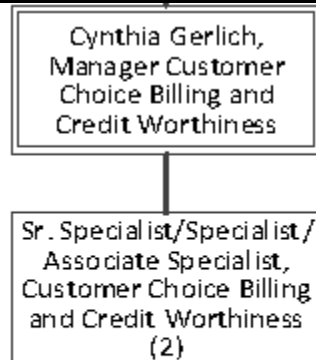 Cynthia Gerlich,
Manager Customer
Choice Billing and
Credit Worthiness
Sr. Specialist/Specialist/
Associate Specialist,
Customer Choice Billing
and Credit Worthiness
(2)